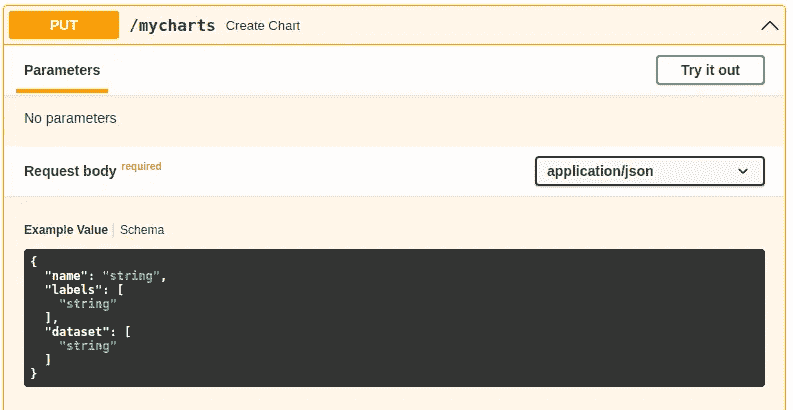 PUT /mycharts Create Chart
Parameters Try it out
No parameters
Request body required application/json
Example Value Schema
{
  "name": "string",
  "labels": [
    "string"
  ],
  "dataset": [
    "string"
  ]
}